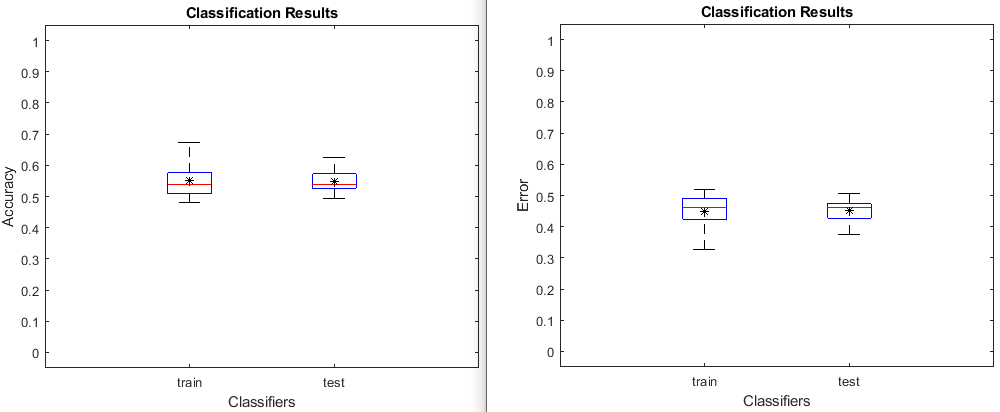 Classification Results
1
0.9
0.8
0.7
0.6
0.5
0.4
0.3
0.2
0.1
0
Accuracy
train test
Classifiers
Classification Results
1
0.9
0.8
0.7
0.6
0.5
0.4
0.3
0.2
0.1
0
Error
train test
Classifiers